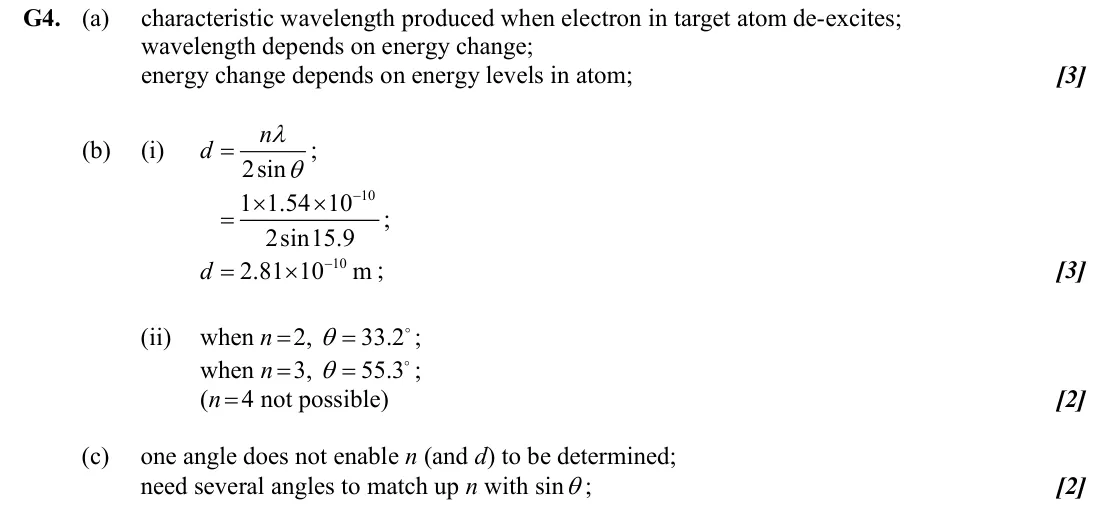 G4. (a) characteristic wavelength produced when electron in target atom de-excites;
wavelength depends on energy change;
energy change depends on energy levels in atom; [3]
(b) (i) d = nλ / 2 sin θ ;
= 1×1.54×10⁻¹⁰ / 2sin15.9 ;
d = 2.81×10⁻¹⁰ m ; [3]
(ii) when n=2, θ = 33.2° ;
when n=3, θ = 55.3° ;
(n=4 not possible) [2]
(c) one angle does not enable n (and d) to be determined;
need several angles to match up n with sin θ ; [2]